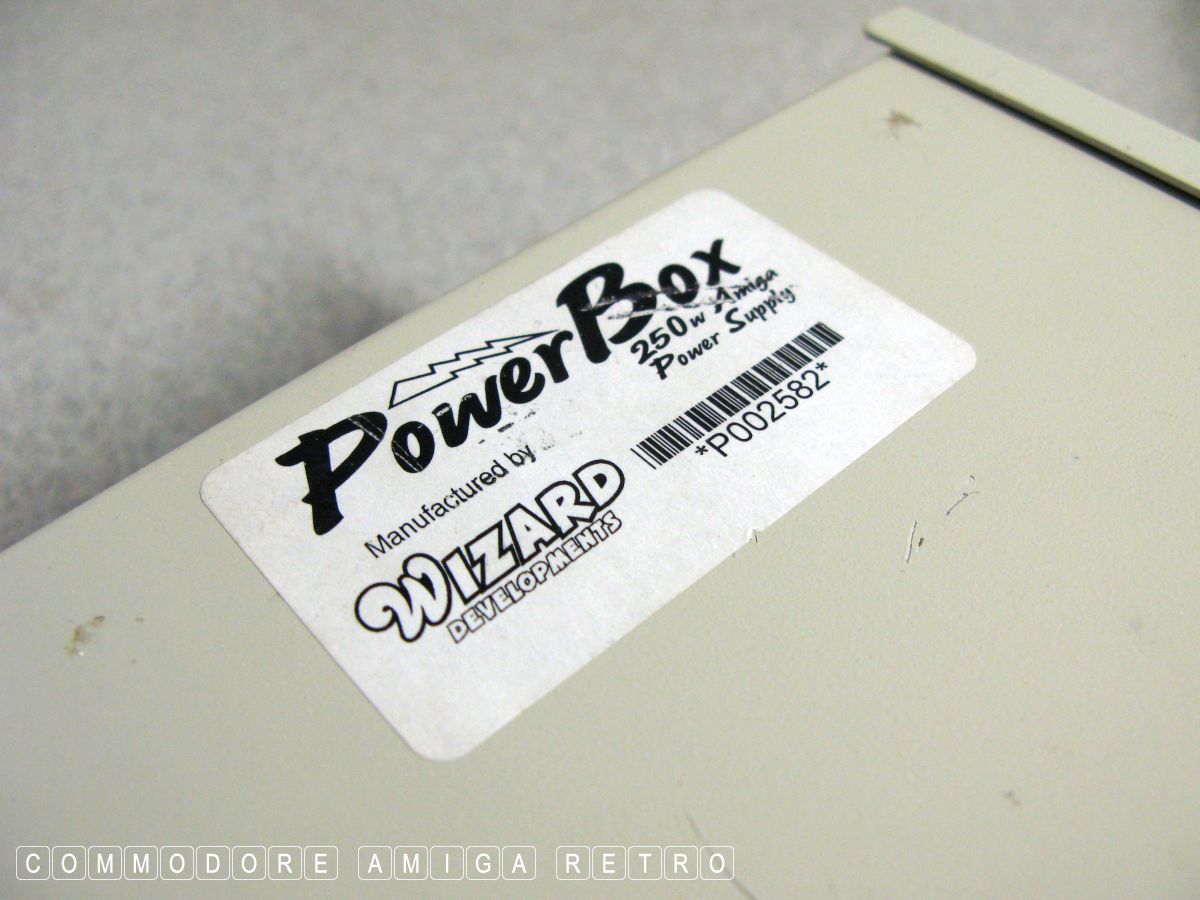 PowerBox
250w Amiga
Power Supply
Manufactured by
WIZARD
DEVELOPMENTS
*P002582*
COMMODORE AMIGA RETRO